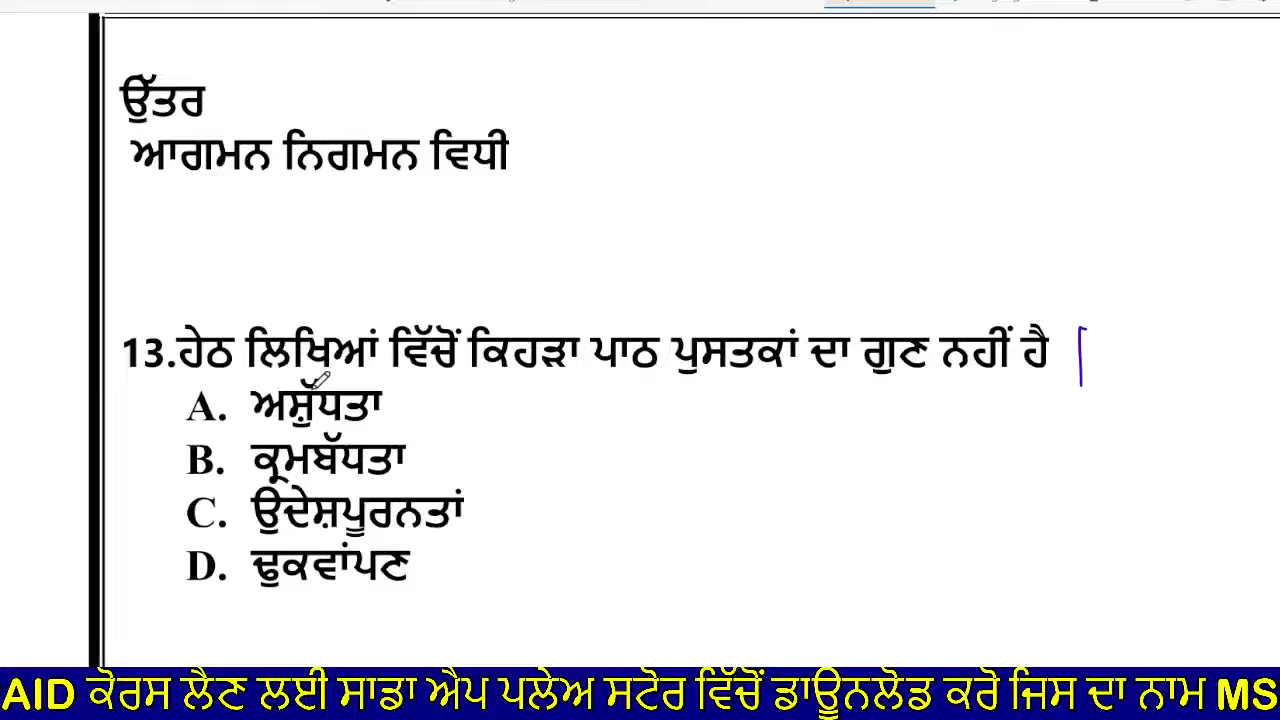 ਉੱਤਰ
ਆਗਮਨ ਨਿਗਮਨ ਵਿਧੀ
13.ਹੇਠ ਲਿਖਿਆਂ ਵਿੱਚੋਂ ਕਿਹੜਾ ਪਾਠ ਪੁਸਤਕਾਂ ਦਾ ਗੁਣ ਨਹੀਂ ਹੈ
A. ਅਸ਼ੁੱਧਤਾ
B. ਕ੍ਰਮਬੱਧਤਾ
C. ਉਦੇਸ਼ਪੂਰਨਤਾਂ
D. ਢੁਕਵਾਂਪਣ
AID ਕੋਰਸ ਲੈਣ ਲਈ ਸਾਡਾ ਐਪ ਪਲੇਅ ਸਟੋਰ ਵਿੱਚੋਂ ਡਾਊਨਲੋਡ ਕਰੋ ਜਿਸ ਦਾ ਨਾਮ MS